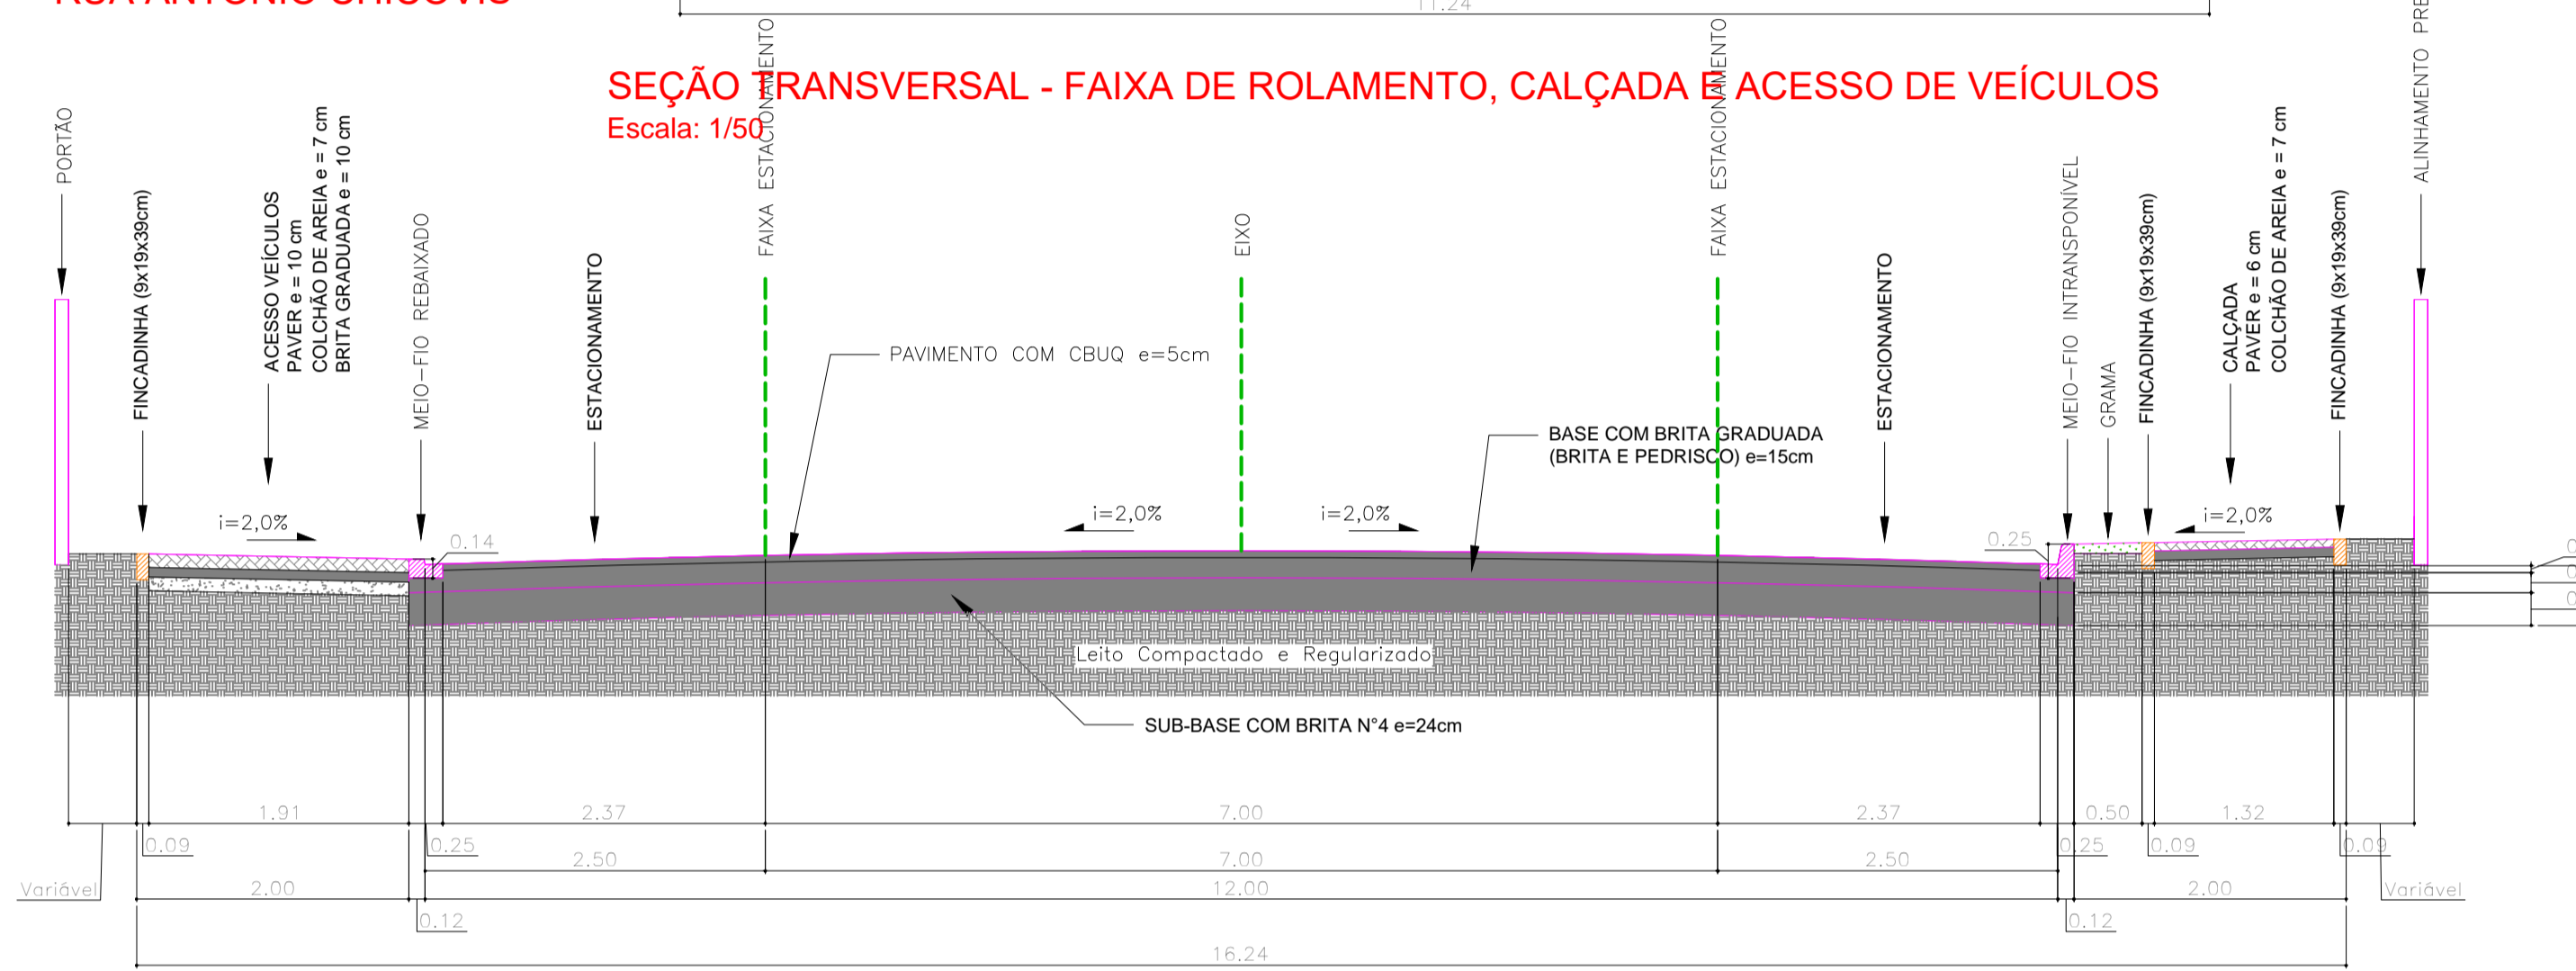 11.24
SEÇÃO TRANSVERSAL - FAIXA DE ROLAMENTO, CALÇADA E ACESSO DE VEÍCULOS
Escala: 1/50
PORTÃO
FINCADINHA (9x19x39cm)
ACESSO VEÍCULOS
PAVER e = 10 cm
COLCHÃO DE AREIA e = 7 cm
BRITA GRADUADA e = 10 cm
MEIO-FIO REBAIXADO
ESTACIONAMENTO
FAIXA ESTACIONAMENTO
EIXO
FAIXA ESTACIONAMENTO
ESTACIONAMENTO
MEIO-FIO INTRANSPONÍVEL
GRAMA
FINCADINHA (9x19x39cm)
CALÇADA
PAVER e = 6 cm
COLCHÃO DE AREIA e = 7 cm
FINCADINHA (9x19x39cm)
ALINHAMENTO
PAVIMENTO COM CBUQ e=5cm
BASE COM BRITA GRADUADA
(BRITA E PEDRISCO) e=15cm
i=2,0%
i=2,0%
i=2,0%
i=2,0%
0.14
0.25
Leito Compactado e Regularizado
SUB-BASE COM BRITA N°4 e=24cm
1.91
2.37
7.00
2.37
0.50
1.32
0.09
0.25
0.25
0.09
0.09
2.50
7.00
2.50
Variável
2.00
12.00
2.00
Variável
0.12
0.12
16.24